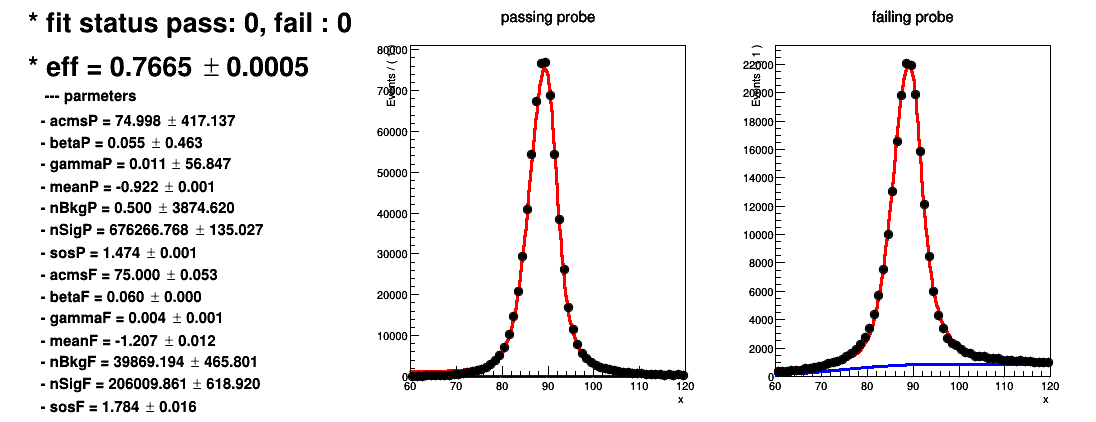 * fit status pass: 0, fail : 0
* eff = 0.7665 ± 0.0005
--- parmeters
- acmsP = 74.998 ± 417.137
- betaP = 0.055 ± 0.463
- gammaP = 0.011 ± 56.847
- meanP = -0.922 ± 0.001
- nBkgP = 0.500 ± 3874.620
- nSigP = 676266.768 ± 135.027
- sosP = 1.474 ± 0.001
- acmsF = 75.000 ± 0.053
- betaF = 0.060 ± 0.000
- gammaF = 0.004 ± 0.001
- meanF = -1.207 ± 0.012
- nBkgF = 39869.194 ± 465.801
- nSigF = 206009.861 ± 618.920
- sosF = 1.784 ± 0.016
passing probe
Events / ( 1 )
80000
70000
60000
50000
40000
30000
20000
10000
0
60 70 80 90 100 110 120
x
failing probe
Events / ( 1 )
22000
20000
18000
16000
14000
12000
10000
8000
6000
4000
2000
0
60 70 80 90 100 110 120
x